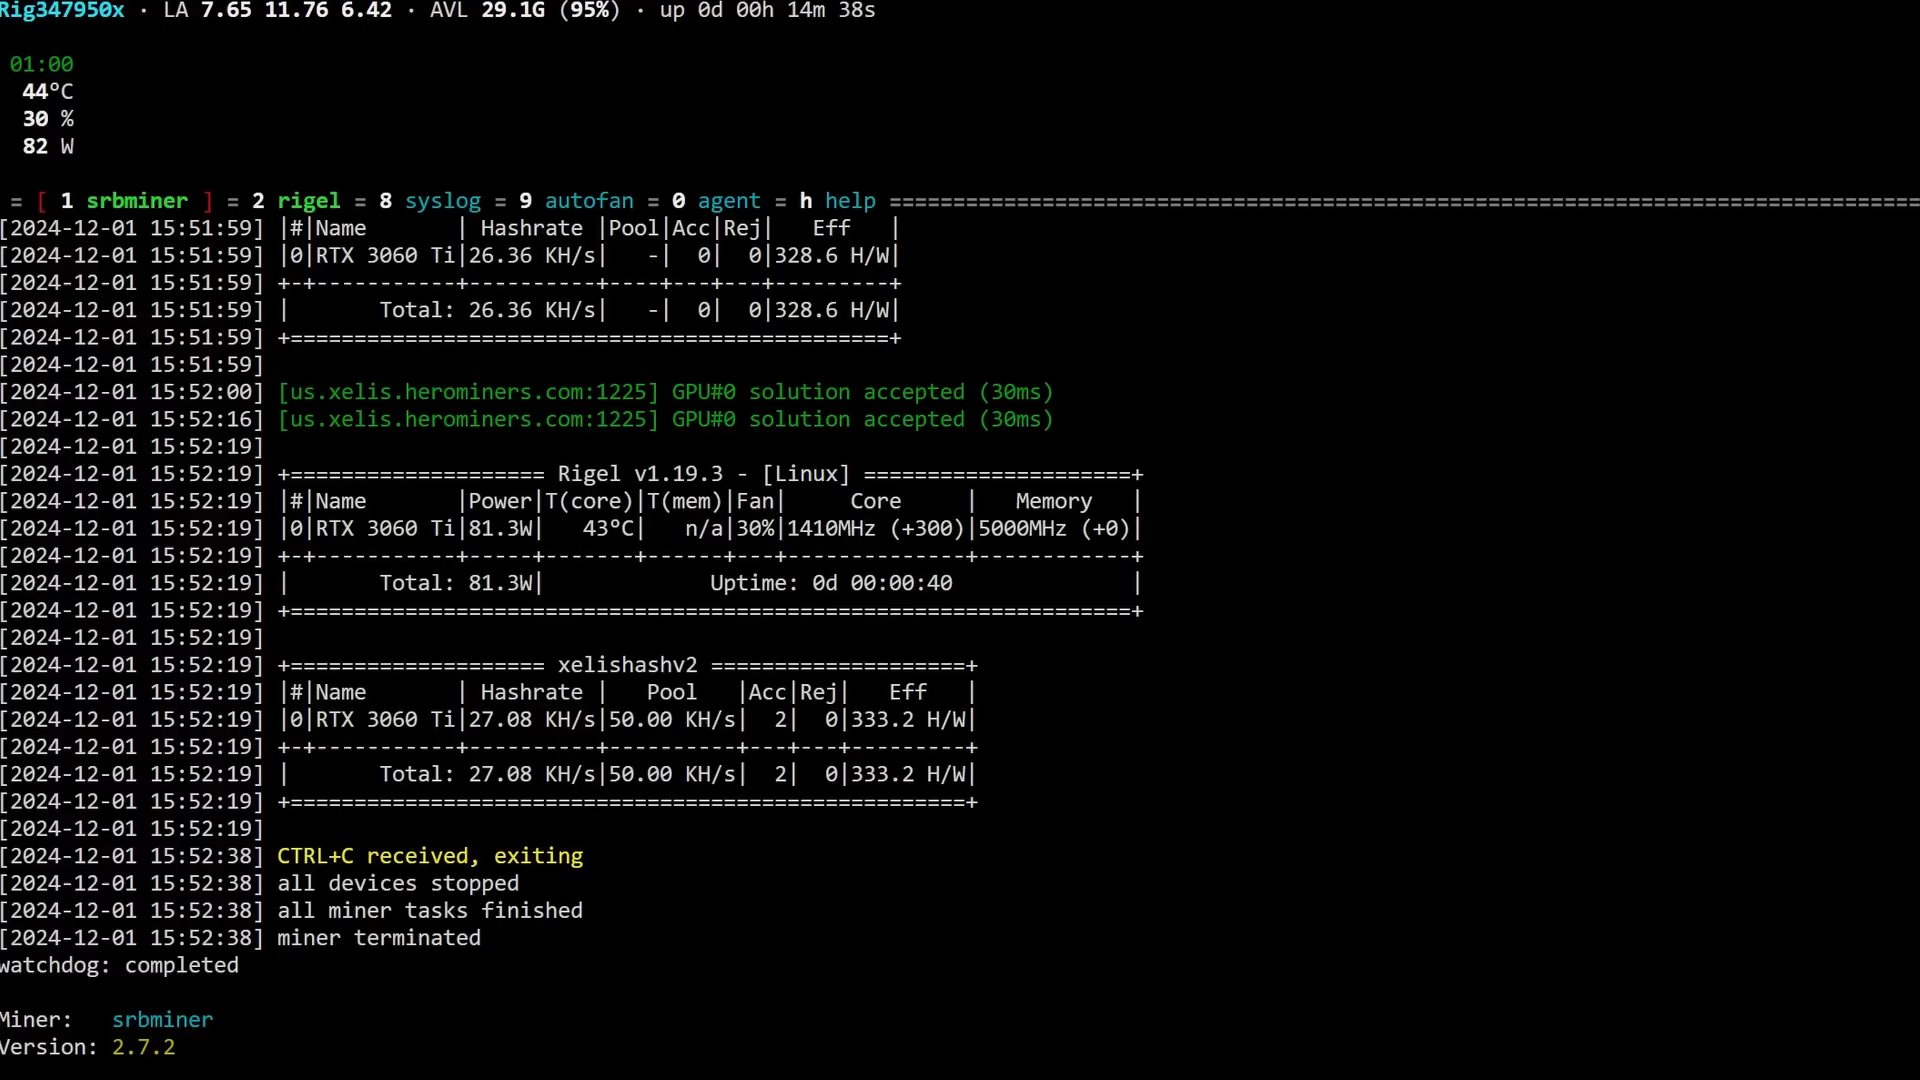 Rig347950x · LA 7.65 11.76 6.42 · AVL 29.1G (95%) · up 0d 00h 14m 38s
01:00
44°C
30 %
82 W
= [ 1 srbminer ] = 2 rigel = 8 syslog = 9 autofan = 0 agent = h help =================================================================================
[2024-12-01 15:51:59] |#|Name       | Hashrate |Pool|Acc|Rej|   Eff   |
[2024-12-01 15:51:59] |0|RTX 3060 Ti|26.36 KH/s|   -|  0|  0|328.6 H/W|
[2024-12-01 15:51:59] +-+-----------+----------+----+---+---+---------+
[2024-12-01 15:51:59] |       Total: 26.36 KH/s|   -|  0|  0|328.6 H/W|
[2024-12-01 15:51:59] +===============================================+
[2024-12-01 15:51:59]
[2024-12-01 15:52:00] [us.xelis.herominers.com:1225] GPU#0 solution accepted (30ms)
[2024-12-01 15:52:16] [us.xelis.herominers.com:1225] GPU#0 solution accepted (30ms)
[2024-12-01 15:52:19]
[2024-12-01 15:52:19] +==================== Rigel v1.19.3 - [Linux] =====================+
[2024-12-01 15:52:19] |#|Name       |Power|T(core)|T(mem)|Fan|     Core      |   Memory   |
[2024-12-01 15:52:19] |0|RTX 3060 Ti|81.3W|   43°C|   n/a|30%|1410MHz (+300)|5000MHz (+0)|
[2024-12-01 15:52:19] +-+-----------+-----+-------+------+---+--------------+------------+
[2024-12-01 15:52:19] |       Total: 81.3W|             Uptime: 0d 00:00:40              |
[2024-12-01 15:52:19] +==================================================================+
[2024-12-01 15:52:19]
[2024-12-01 15:52:19] +==================== xelishashv2 ====================+
[2024-12-01 15:52:19] |#|Name       | Hashrate |   Pool   |Acc|Rej|   Eff   |
[2024-12-01 15:52:19] |0|RTX 3060 Ti|27.08 KH/s|50.00 KH/s|  2|  0|333.2 H/W|
[2024-12-01 15:52:19] +-+-----------+----------+----------+---+---+---------+
[2024-12-01 15:52:19] |       Total: 27.08 KH/s|50.00 KH/s|  2|  0|333.2 H/W|
[2024-12-01 15:52:19] +=====================================================+
[2024-12-01 15:52:19]
[2024-12-01 15:52:38] CTRL+C received, exiting
[2024-12-01 15:52:38] all devices stopped
[2024-12-01 15:52:38] all miner tasks finished
[2024-12-01 15:52:38] miner terminated
watchdog: completed
Miner:   srbminer
Version: 2.7.2